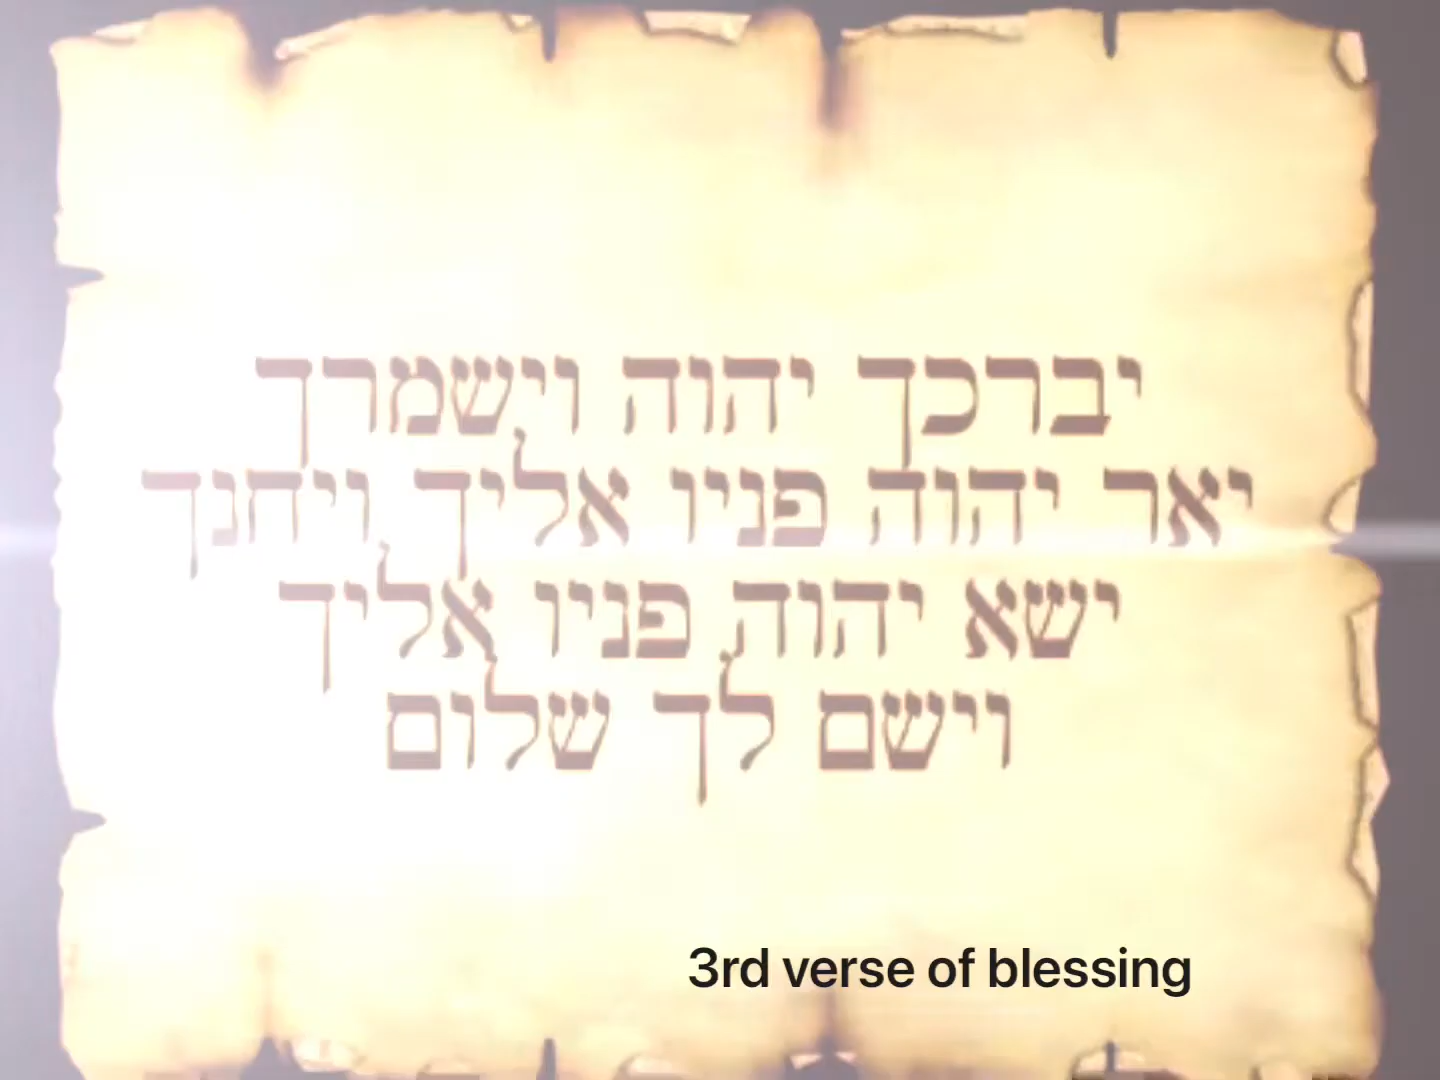 יברכך יהוה וישמרך
יאר יהוה פניו אליך ויחנך
ישא יהוה פניו אליך
וישם לך שלום
3rd verse of blessing